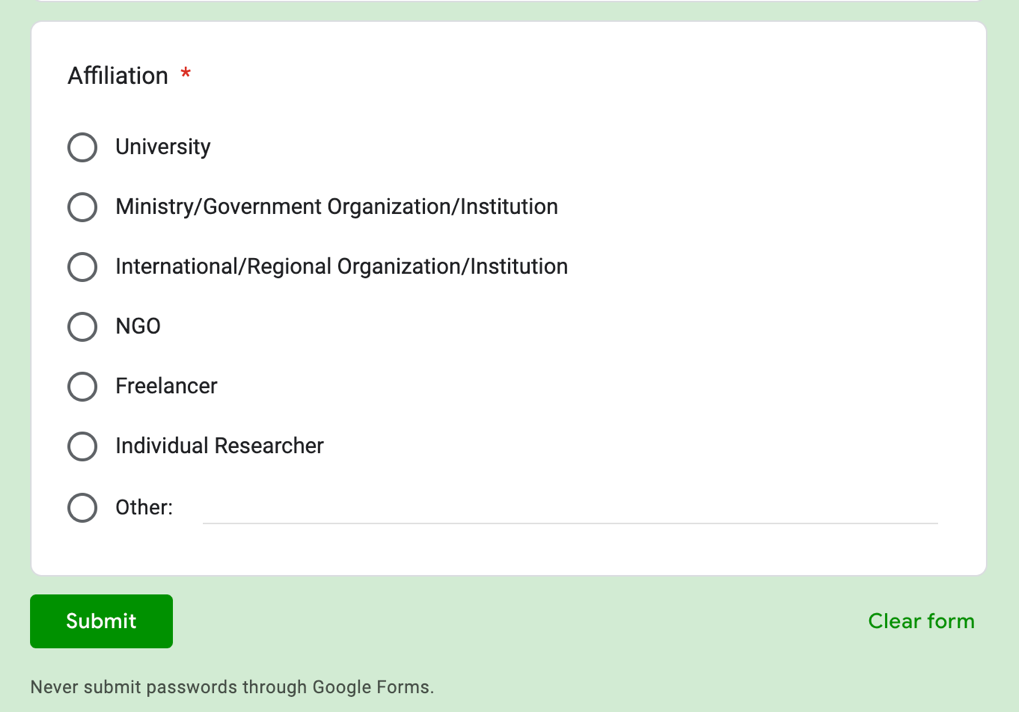 Affiliation *
University
Ministry/Government Organization/Institution
International/Regional Organization/Institution
NGO
Freelancer
Individual Researcher
Other:
Submit
Clear form
Never submit passwords through Google Forms.